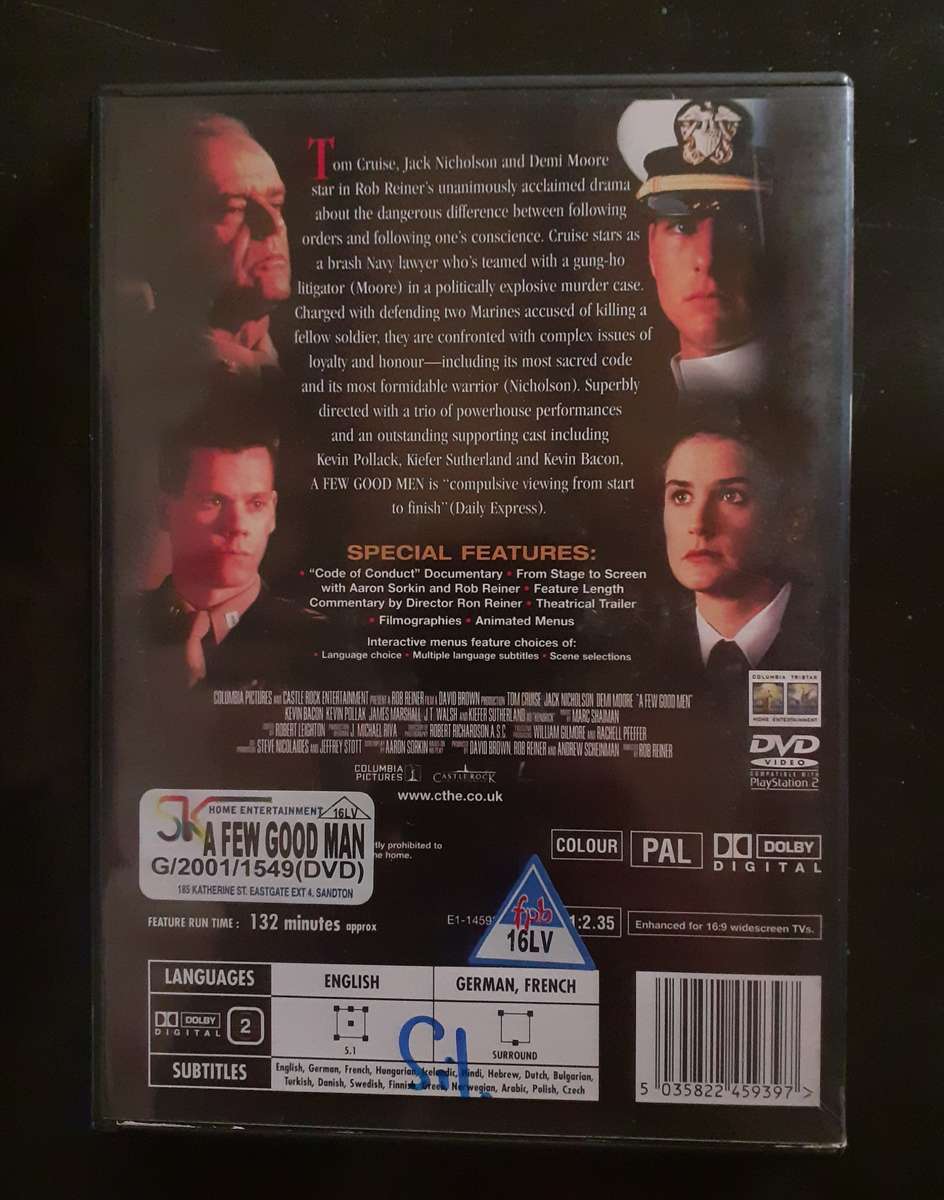 Tom Cruise, Jack Nicholson and Demi Moore
star in Rob Reiner's unanimously acclaimed drama
about the dangerous difference between following
orders and following one's conscience. Cruise stars as
a brash Navy lawyer who's teamed with a gung-ho
litigator (Moore) in a politically explosive murder case.
Charged with defending two Marines accused of killing a
fellow soldier, they are confronted with complex issues of
loyalty and honour—including its most sacred code
and its most formidable warrior (Nicholson). Superbly
directed with a trio of powerhouse performances
and an outstanding supporting cast including
Kevin Pollack, Kiefer Sutherland and Kevin Bacon,
A FEW GOOD MEN is "compulsive viewing from start
to finish" (Daily Express).
SPECIAL FEATURES:
• "Code of Conduct" Documentary • From Stage to Screen
with Aaron Sorkin and Rob Reiner • Feature Length
Commentary by Director Ron Reiner • Theatrical Trailer
• Filmographies • Animated Menus
Interactive menus feature choices of:
• Language choice • Multiple language subtitles • Scene selections
COLUMBIA PICTURES AND CASTLE ROCK ENTERTAINMENT PRESENT A ROB REINER FILM A DAVID BROWN PRODUCTION TOM CRUISE JACK NICHOLSON DEMI MOORE "A FEW GOOD MEN"
KEVIN BACON KEVIN POLLAK JAMES MARSHALL J.T. WALSH AND KIEFER SUTHERLAND MARC SHAIMAN
ROBERT LEIGHTON J. MICHAEL RIVA ROBERT RICHARDSON A.S.C. WILLIAM GILMORE AND RACHELL PFEFFER
STEVE NICOLAIDES AND JEFFREY STOTT AARON SORKIN DAVID BROWN, ROB REINER AND ANDREW SCHEINMAN ROB REINER
COLUMBIA TRISTAR
HOME ENTERTAINMENT
DVD
VIDEO
COMPATIBLE WITH
PlayStation 2
COLUMBIA
PICTURES
CASTLE ROCK
www.cthe.co.uk
SK HOME ENTERTAINMENT 16LV
A FEW GOOD MAN
G/2001/1549(DVD)
185 KATHERINE ST. EASTGATE EXT 4, SANDTON
prohibited to
home.
COLOUR
PAL
DOLBY
DIGITAL
FEATURE RUN TIME: 132 minutes approx
E1-1459
fpb
16LV
1:2.35
Enhanced for 16:9 widescreen TVs.
LANGUAGES
ENGLISH
GERMAN, FRENCH
DOLBY
DIGITAL
2
5.1
SURROUND
SUBTITLES
English, German, French, Hungarian, Icelandic, Hindi, Hebrew, Dutch, Bulgarian,
Turkish, Danish, Swedish, Finnish, Greek, Norwegian, Arabic, Polish, Czech
5 035822 459397 >